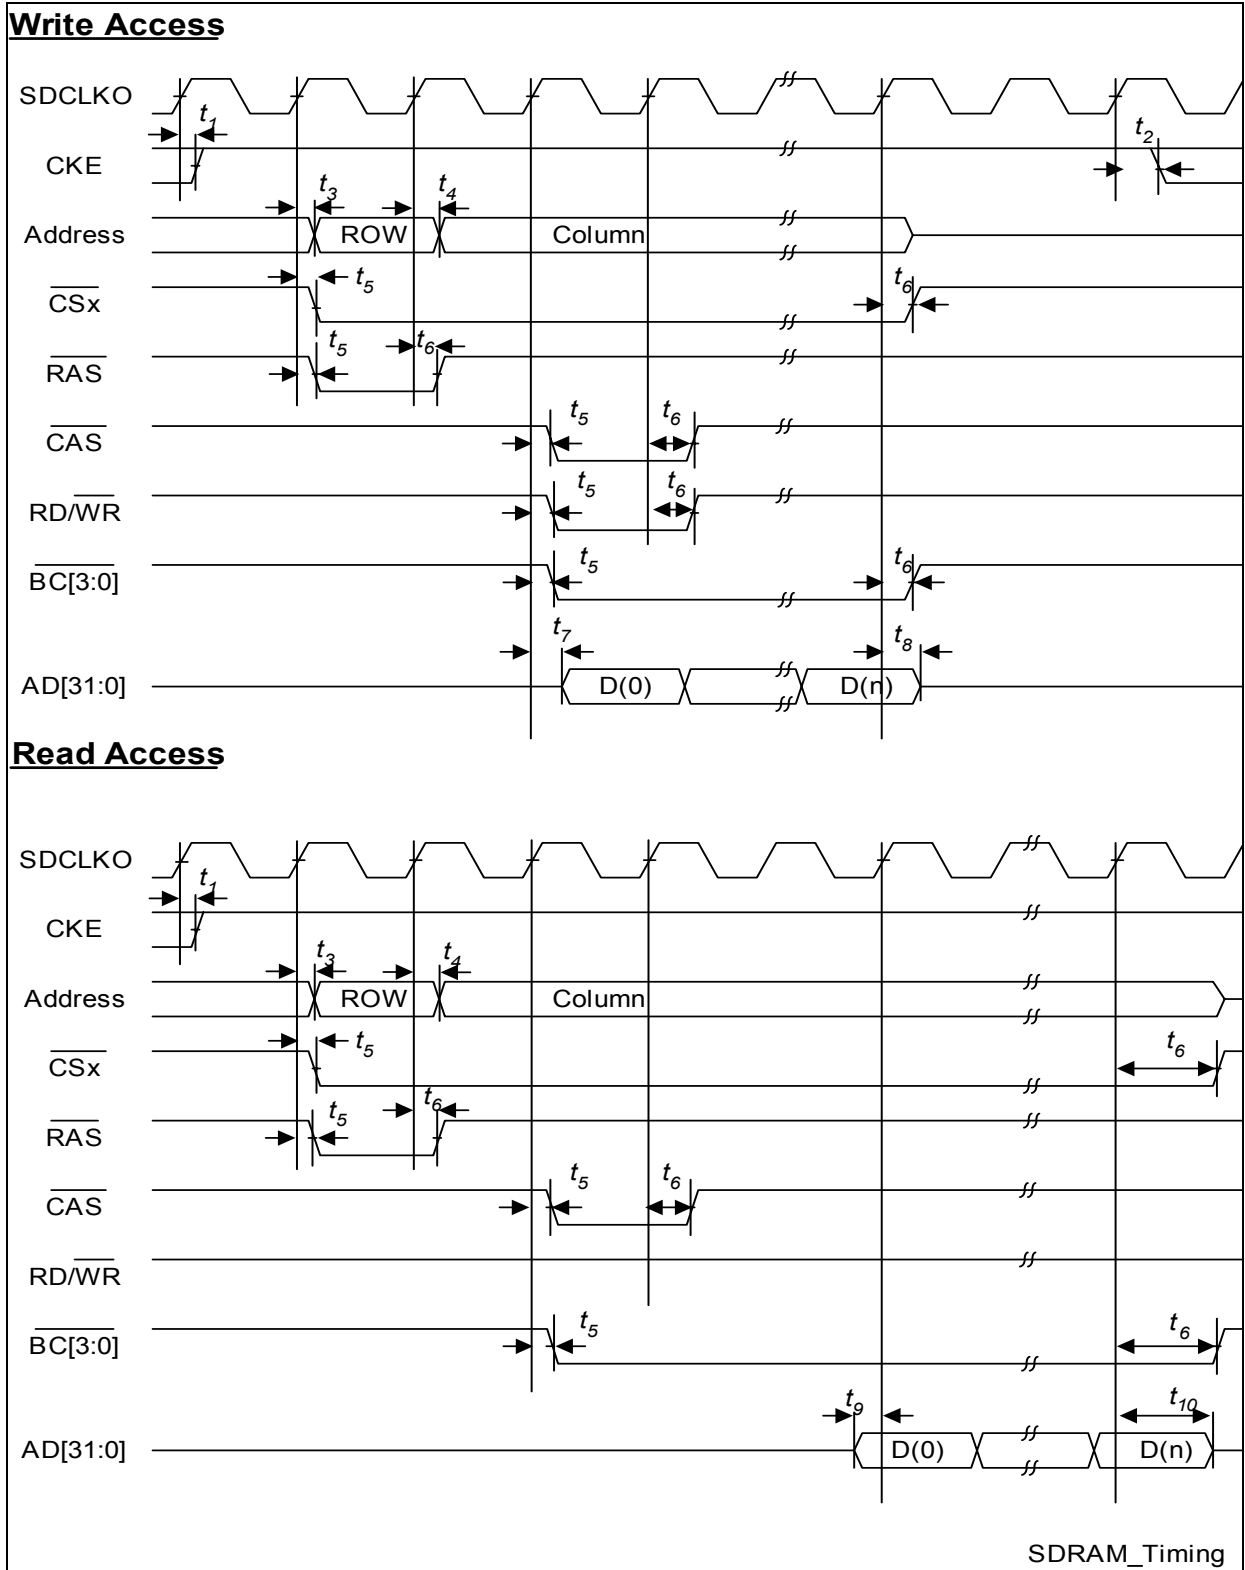 Write Access
SDCLKO
t1
CKE
t2
t3
t4
Address
ROW
Column
CSx
t5
t6
RAS
t5
t6
CAS
t5
t6
RD/WR
t5
t6
BC[3:0]
t5
t6
t7
t8
AD[31:0]
D(0)
D(n)
Read Access
SDCLKO
t1
CKE
t3
t4
Address
ROW
Column
CSx
t5
t6
RAS
t5
t6
CAS
t5
t6
RD/WR
BC[3:0]
t5
t6
t9
t10
AD[31:0]
D(0)
D(n)
SDRAM_Timing